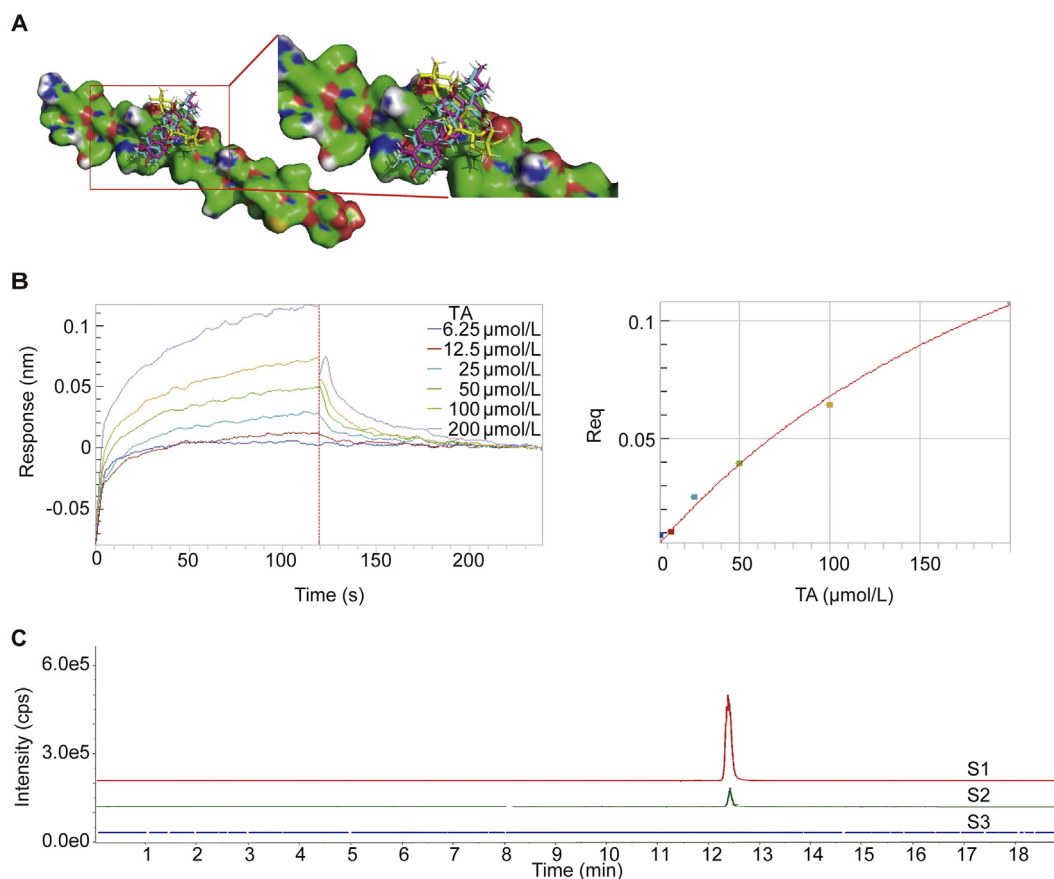 A
B
TA
6.25 µmol/L
12.5 µmol/L
25 µmol/L
50 µmol/L
100 µmol/L
200 µmol/L
0.1
0.05
0
-0.05
Response (nm)
0 50 100 150 200
Time (s)
0.1
0.05
Req
50 100 150
TA (µmol/L)
C
6.0e5
3.0e5
0.0e0
Intensity (cps)
S1
S2
S3
1 2 3 4 5 6 7 8 9 10 11 12 13 14 15 16 17 18
Time (min)